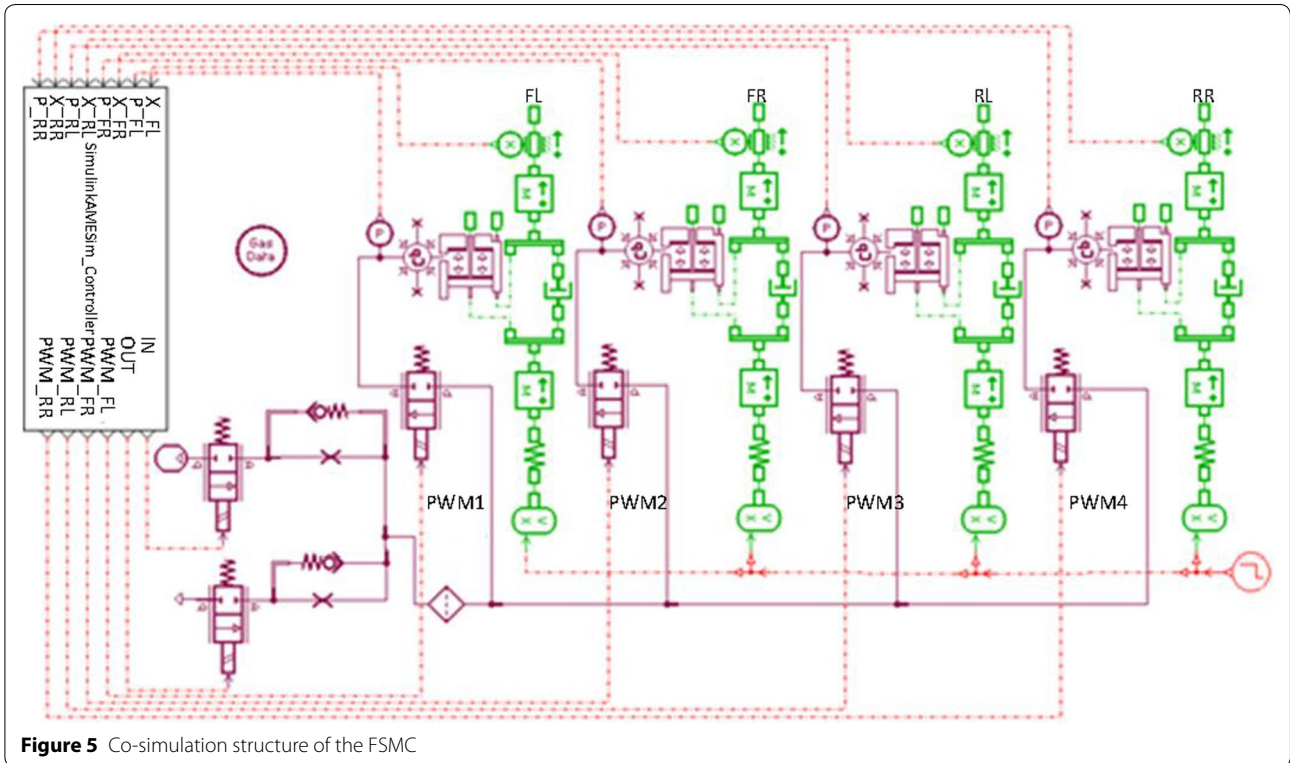 FL
FR
RL
RR
P_RR
X_RR
P_RL
X_RL
P_FR
X_FR
P_FL
X_FL
SimulinkAMESim_Controller
PWM_RR
PWM_RL
PWM_FR
PWM_FL
OUT
IN
Gas
Data
P
P
P
P
X
X
X
X
M
M
M
M
M
M
M
M
PWM1
PWM2
PWM3
PWM4
V
X
V
X
V
X
V
X
Figure 5 Co-simulation structure of the FSMC